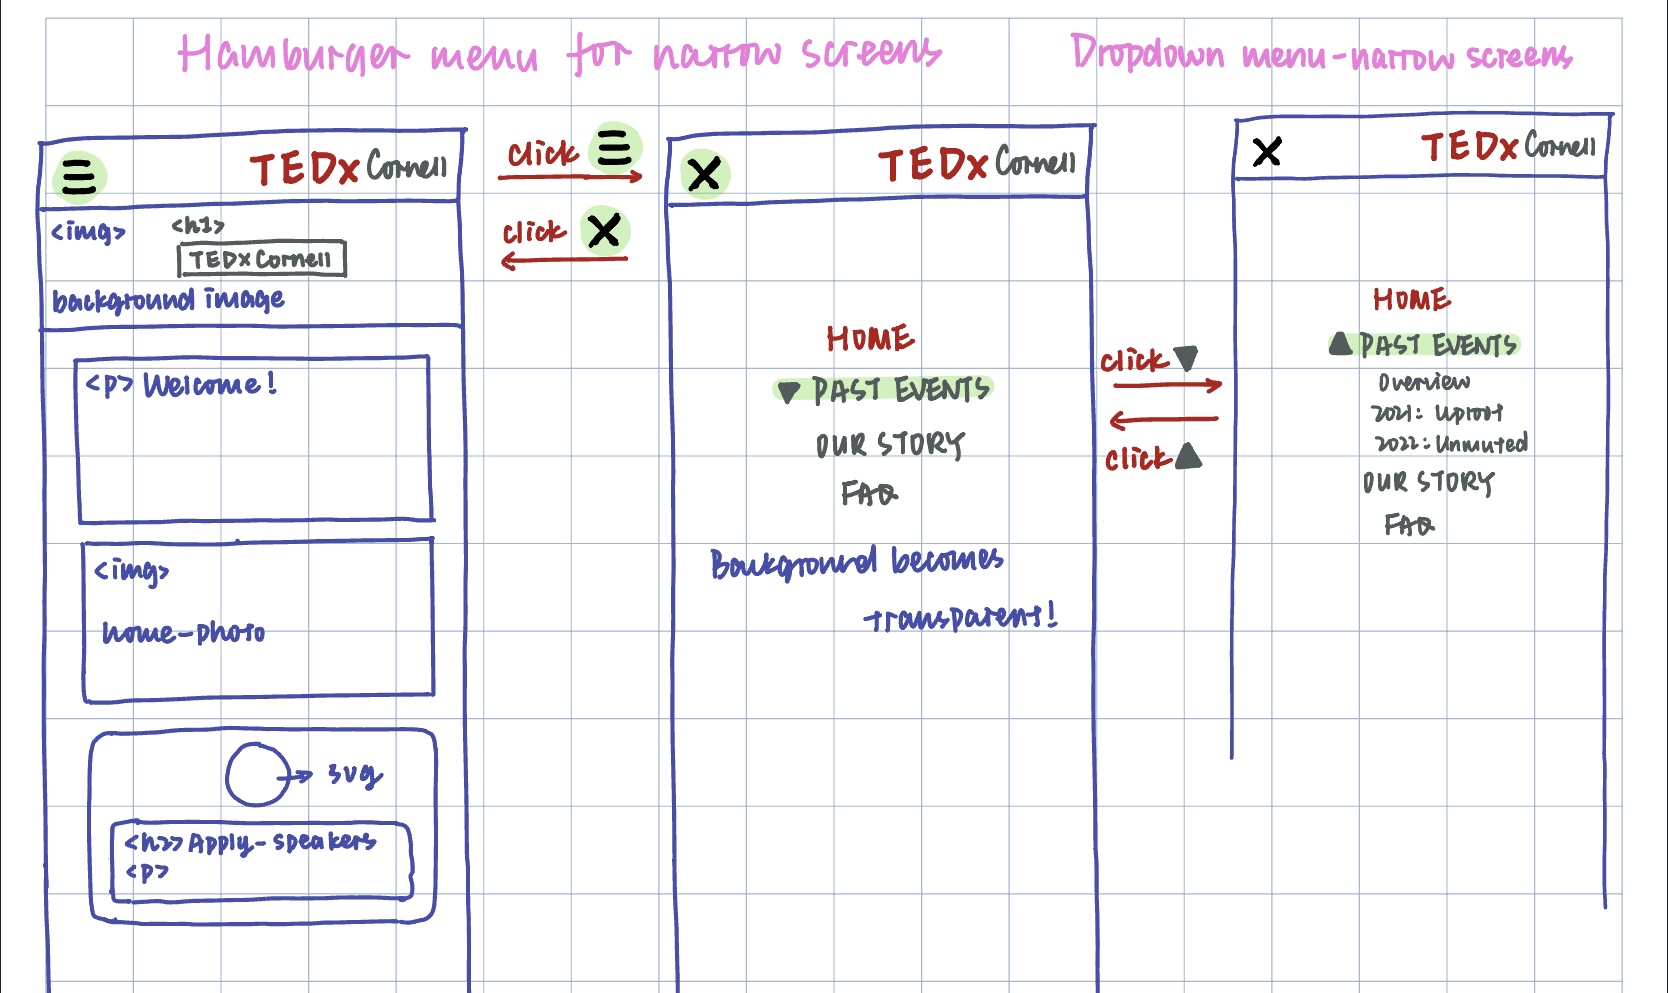 Hamburger menu for narrow screens
Dropdown menu-narrow screens
TEDx Cornell
<img>
<h1>
TEDx Cornell
background image
<p> Welcome!
<img>
home-photo
svg
<h2> Apply-speakers
<p>
click
click
TEDx Cornell
HOME
PAST EVENTS
OUR STORY
FAQ
Background becomes
transparent!
click
click
TEDx Cornell
HOME
PAST EVENTS
Overview
2021: Uproot
2022: Unmuted
OUR STORY
FAQ